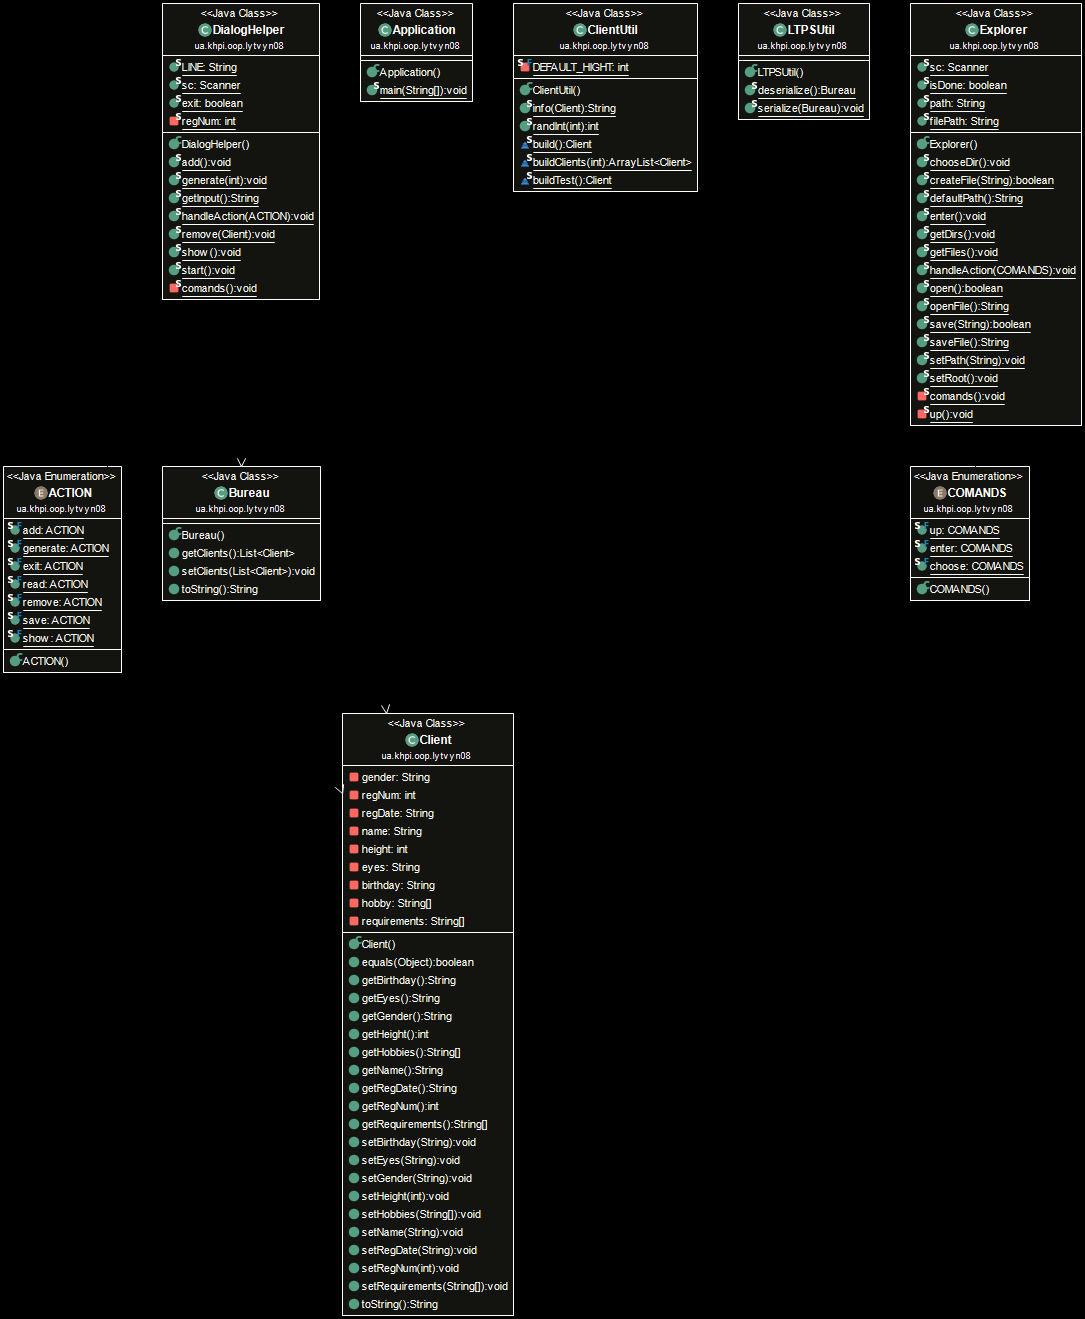 <<Java Class>>
DialogHelper
ua.khpi.oop.lytvyn08
LINE: String
sc: Scanner
exit: boolean
regNum: int
DialogHelper()
add():void
generate(int):void
getInput():String
handleAction(ACTION):void
remove(Client):void
show():void
start():void
comands():void
<<Java Class>>
Application
ua.khpi.oop.lytvyn08
Application()
main(String[]):void
<<Java Class>>
ClientUtil
ua.khpi.oop.lytvyn08
DEFAULT_HIGHT: int
ClientUtil()
info(Client):String
randInt(int):int
build():Client
buildClients(int):ArrayList<Client>
buildTest():Client
<<Java Class>>
LTPSUtil
ua.khpi.oop.lytvyn08
LTPSUtil()
deserialize():Bureau
serialize(Bureau):void
<<Java Class>>
Explorer
ua.khpi.oop.lytvyn08
sc: Scanner
isDone: boolean
path: String
filePath: String
Explorer()
chooseDir():void
createFile(String):boolean
defaultPath():String
enter():void
getDirs():void
getFiles():void
handleAction(COMANDS):void
open():boolean
openFile():String
save(String):boolean
saveFile():String
setPath(String):void
setRoot():void
comands():void
up():void
<<Java Enumeration>>
ACTION
ua.khpi.oop.lytvyn08
add: ACTION
generate: ACTION
exit: ACTION
read: ACTION
remove: ACTION
save: ACTION
show: ACTION
ACTION()
<<Java Class>>
Bureau
ua.khpi.oop.lytvyn08
Bureau()
getClients():List<Client>
setClients(List<Client>):void
toString():String
<<Java Enumeration>>
COMANDS
ua.khpi.oop.lytvyn08
up: COMANDS
enter: COMANDS
choose: COMANDS
COMANDS()
<<Java Class>>
Client
ua.khpi.oop.lytvyn08
gender: String
regNum: int
regDate: String
name: String
height: int
eyes: String
birthday: String
hobby: String[]
requirements: String[]
Client()
equals(Object):boolean
getBirthday():String
getEyes():String
getGender():String
getHeight():int
getHobbies():String[]
getName():String
getRegDate():String
getRegNum():int
getRequirements():String[]
setBirthday(String):void
setEyes(String):void
setGender(String):void
setHeight(int):void
setHobbies(String[]):void
setName(String):void
setRegDate(String):void
setRegNum(int):void
setRequirements(String[]):void
toString():String